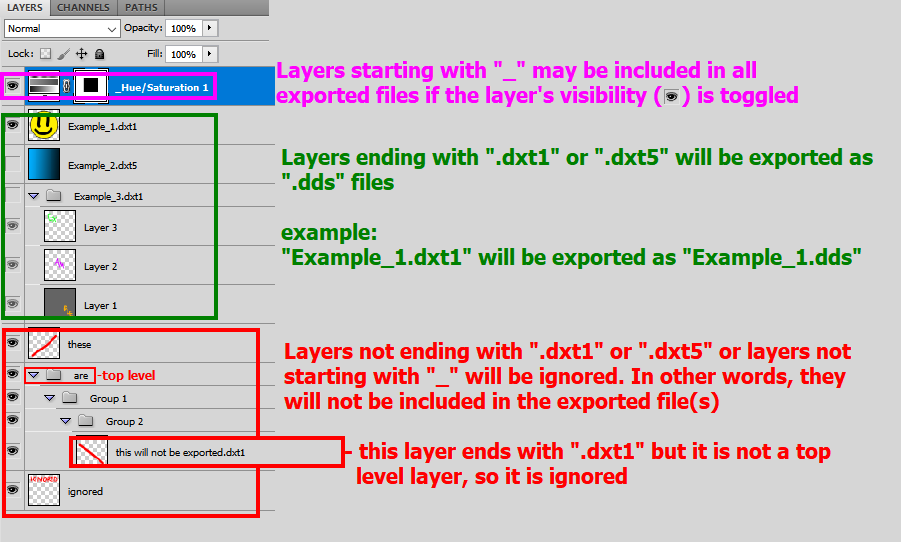 LAYERS CHANNELS PATHS
Normal Opacity: 100%
Lock: Fill: 100%
_Hue/Saturation 1
Layers starting with "_" may be included in all
exported files if the layer's visibility ( ) is toggled
Example_1.dxt1
Example_2.dxt5
Example_3.dxt1
Layer 3
Layer 2
Layer 1
Layers ending with ".dxt1" or ".dxt5" will be exported as
".dds" files
example:
"Example_1.dxt1" will be exported as "Example_1.dds"
these
are -top level
Group 1
Group 2
this will not be exported.dxt1
IGNORED
ignored
Layers not ending with ".dxt1" or ".dxt5" or layers not
starting with "_" will be ignored. In other words, they
will not be included in the exported file(s)
- this layer ends with ".dxt1" but it is not a top
level layer, so it is ignored